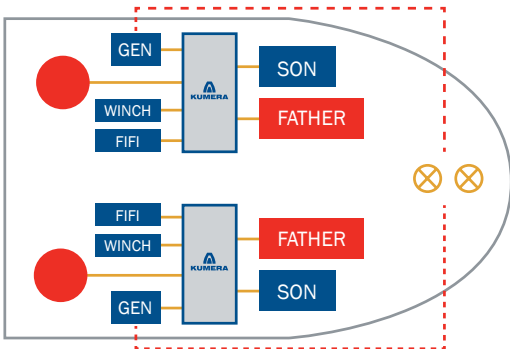 GEN
SON
KUMERA
WINCH
FATHER
FIFI
FIFI
FATHER
WINCH
KUMERA
SON
GEN